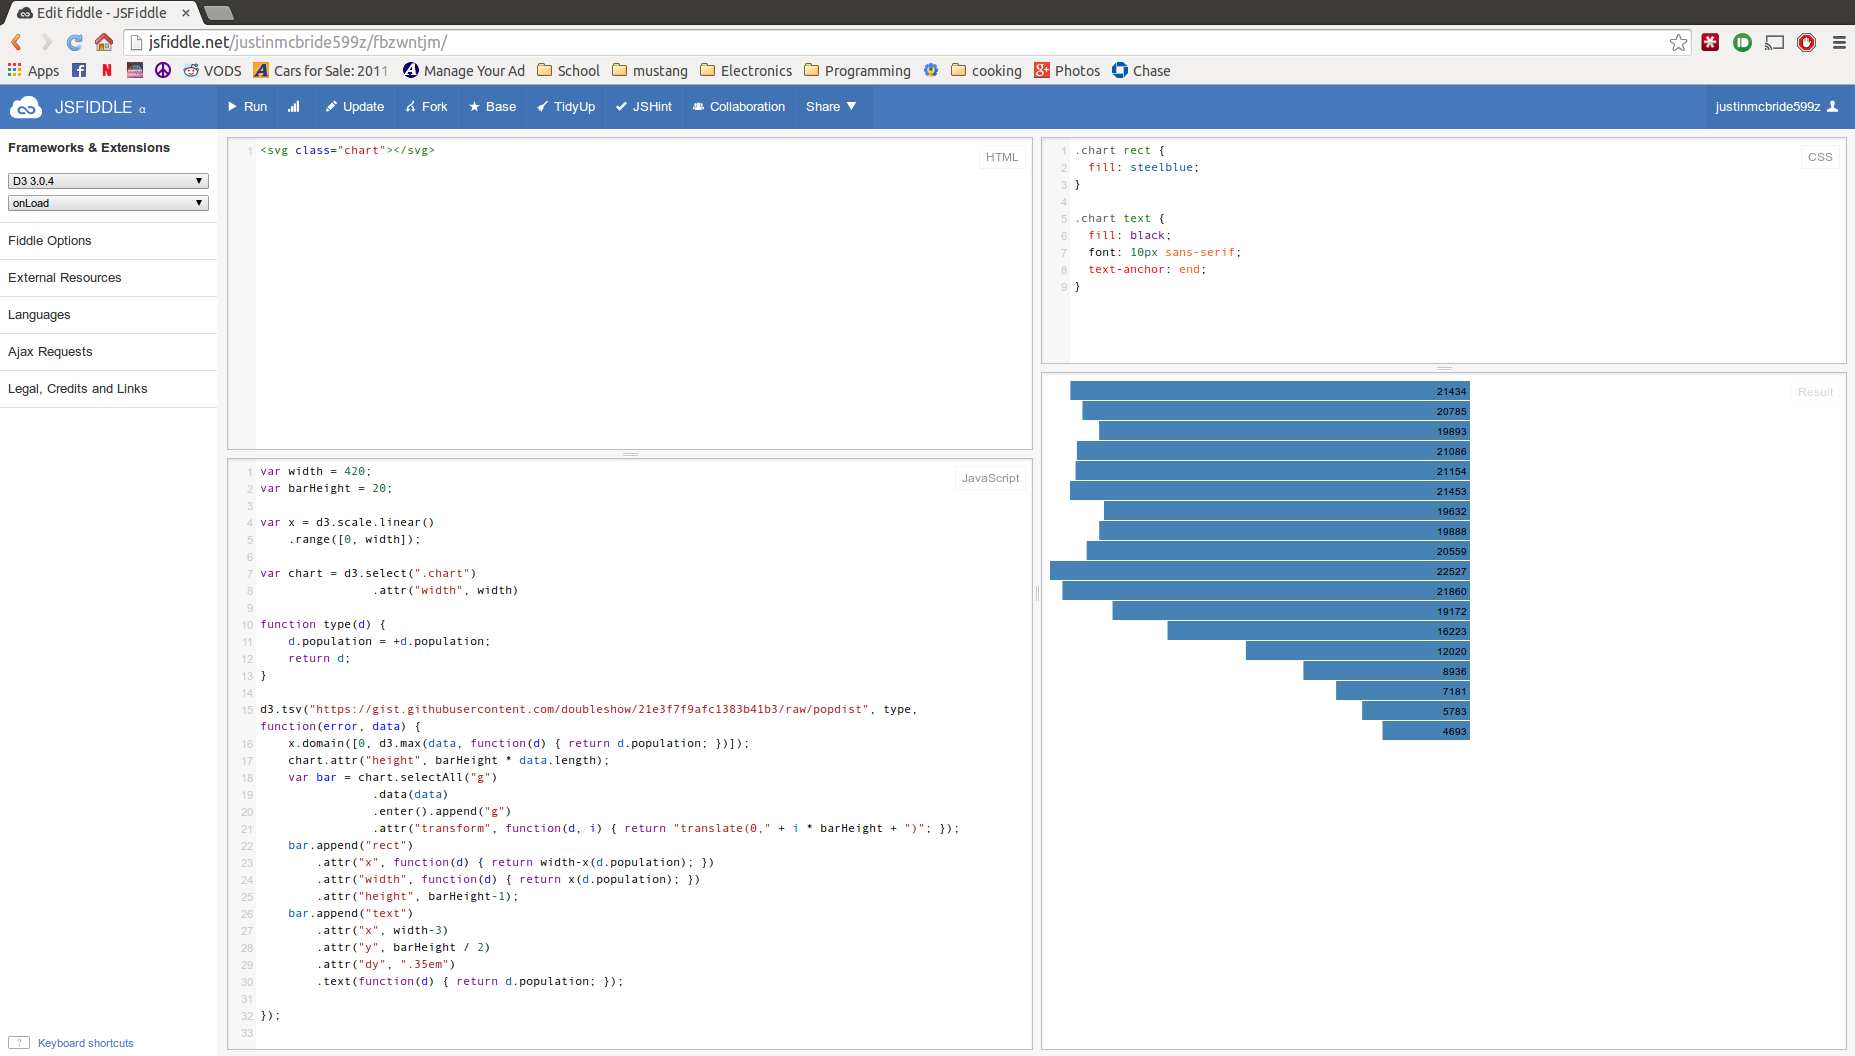 Edit fiddle - JSFiddle ×
jsfiddle.net/justinmcbride599z/fbzwntjm/
Apps VODS Cars for Sale: 2011 Manage Your Ad School mustang Electronics Programming cooking Photos Chase
JSFIDDLE α Run Update Fork Base TidyUp JSHint Collaboration Share justinmcbride599z
Frameworks & Extensions
D3 3.0.4
onLoad
Fiddle Options
External Resources
Languages
Ajax Requests
Legal, Credits and Links
? Keyboard shortcuts
HTML
1 <svg class="chart"></svg>
JavaScript
1 var width = 420;
2 var barHeight = 20;
3
4 var x = d3.scale.linear()
5 .range([0, width]);
6
7 var chart = d3.select(".chart")
8 .attr("width", width)
9
10 function type(d) {
11 d.population = +d.population;
12 return d;
13 }
14
15 d3.tsv("https://gist.githubusercontent.com/doubleshow/21e3f7f9afc1383b41b3/raw/popdist", type,
function(error, data) {
16 x.domain([0, d3.max(data, function(d) { return d.population; })]);
17 chart.attr("height", barHeight * data.length);
18 var bar = chart.selectAll("g")
19 .data(data)
20 .enter().append("g")
21 .attr("transform", function(d, i) { return "translate(0," + i * barHeight + ")"; });
22 bar.append("rect")
23 .attr("x", function(d) { return width-x(d.population); })
24 .attr("width", function(d) { return x(d.population); })
25 .attr("height", barHeight-1);
26 bar.append("text")
27 .attr("x", width-3)
28 .attr("y", barHeight / 2)
29 .attr("dy", ".35em")
30 .text(function(d) { return d.population; });
31
32 });
33
CSS
1 .chart rect {
2 fill: steelblue;
3 }
4
5 .chart text {
6 fill: black;
7 font: 10px sans-serif;
8 text-anchor: end;
9 }
Result
21434
20785
19893
21086
21154
21453
19632
19888
20559
22527
21860
19172
16223
12020
8936
7181
5783
4693